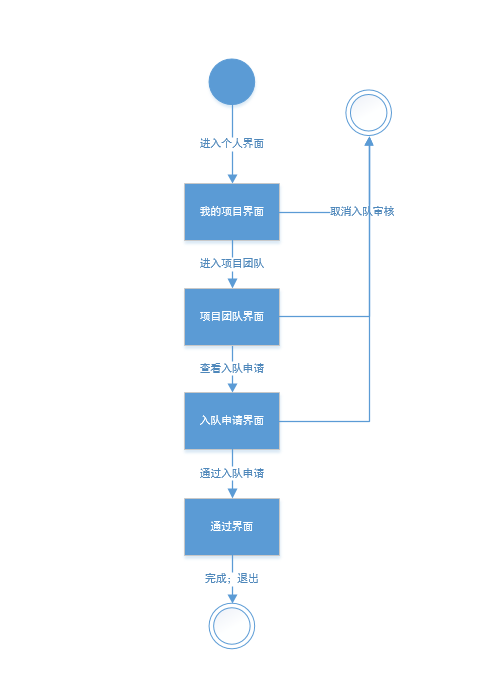 进入个人界面
我的项目界面
取消入队审核
进入项目团队
项目团队界面
查看入队申请
入队申请界面
通过入队申请
通过界面
完成；退出